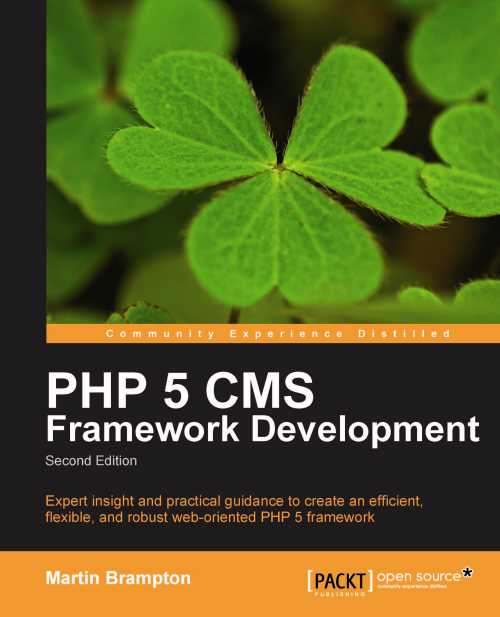 Community Experience Distilled
PHP 5 CMS
Framework Development
Second Edition
Expert insight and practical guidance to create an efficient,
flexible, and robust web-oriented PHP 5 framework
Martin Brampton
[PACKT]
PUBLISHING
open source*
community experience distilled